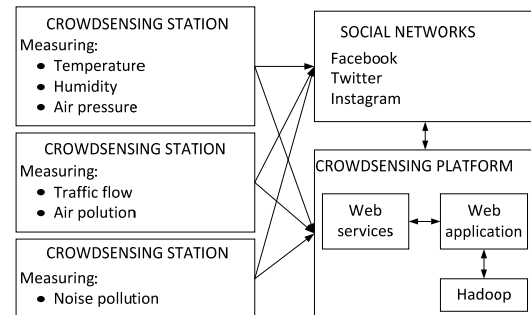 CROWDSENSING STATION
Measuring:
● Temperature
● Humidity
● Air pressure
CROWDSENSING STATION
Measuring:
● Traffic flow
● Air polution
CROWDSENSING STATION
Measuring:
● Noise pollution
SOCIAL NETWORKS
Facebook
Twitter
Instagram
CROWDSENSING PLATFORM
Web
services
Web
application
Hadoop